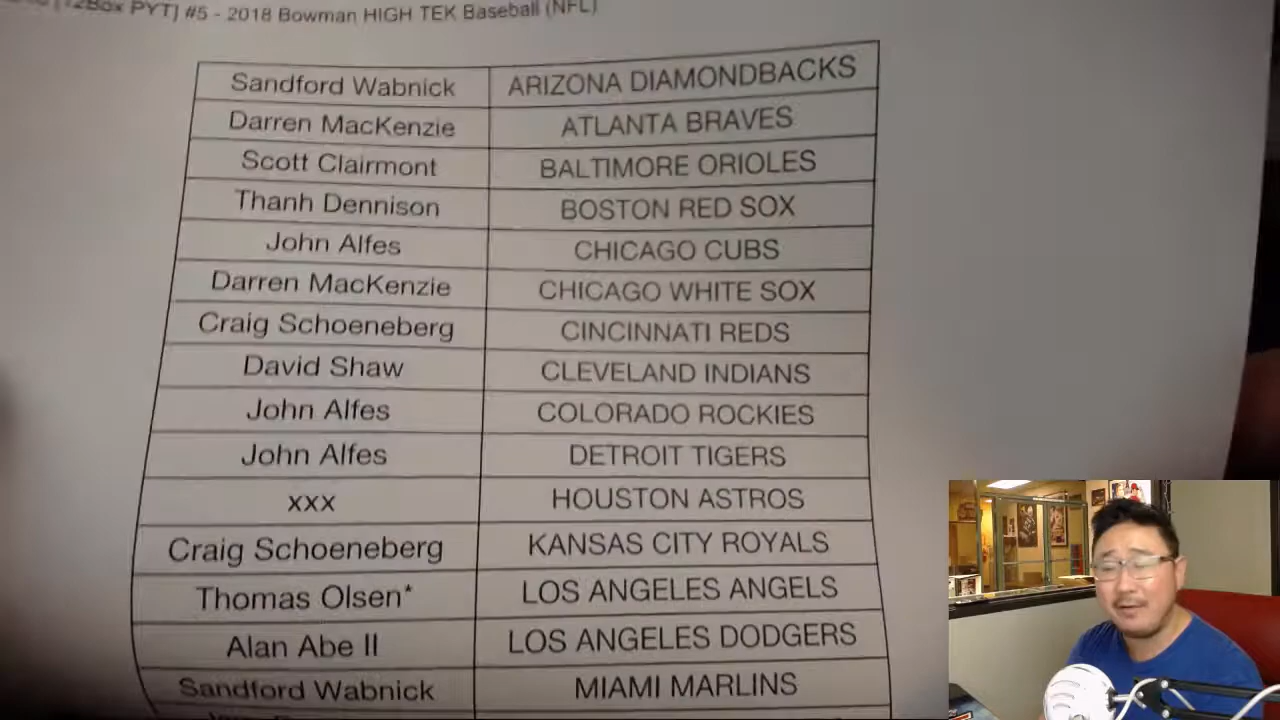 [12Box PYT] #5 - 2018 Bowman HIGH TEK Baseball (NFL)
Sandford Wabnick ARIZONA DIAMONDBACKS
Darren MacKenzie ATLANTA BRAVES
Scott Clairmont BALTIMORE ORIOLES
Thanh Dennison BOSTON RED SOX
John Alfes CHICAGO CUBS
Darren MacKenzie CHICAGO WHITE SOX
Craig Schoeneberg CINCINNATI REDS
David Shaw CLEVELAND INDIANS
John Alfes COLORADO ROCKIES
John Alfes DETROIT TIGERS
xxx HOUSTON ASTROS
Craig Schoeneberg KANSAS CITY ROYALS
Thomas Olsen* LOS ANGELES ANGELS
Alan Abe II LOS ANGELES DODGERS
Sandford Wabnick MIAMI MARLINS